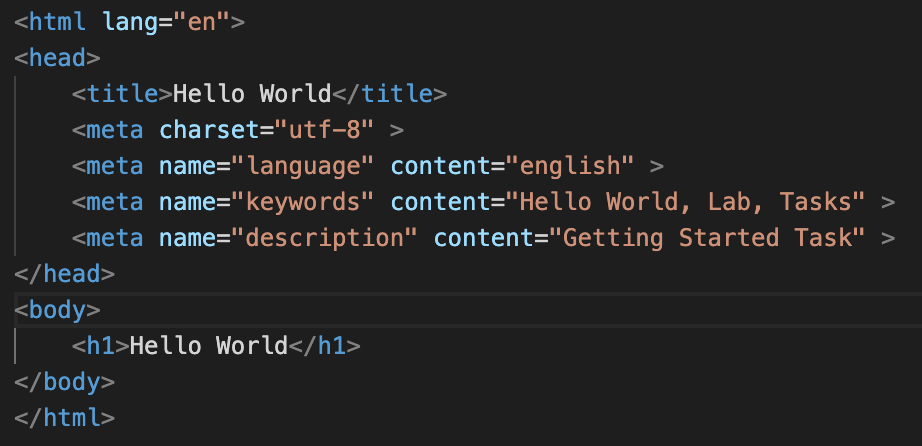 <html lang="en">
<head>
    <title>Hello World</title>
    <meta charset="utf-8" >
    <meta name="language" content="english" >
    <meta name="keywords" content="Hello World, Lab, Tasks" >
    <meta name="description" content="Getting Started Task" >
</head>
<body>
    <h1>Hello World</h1>
</body>
</html>